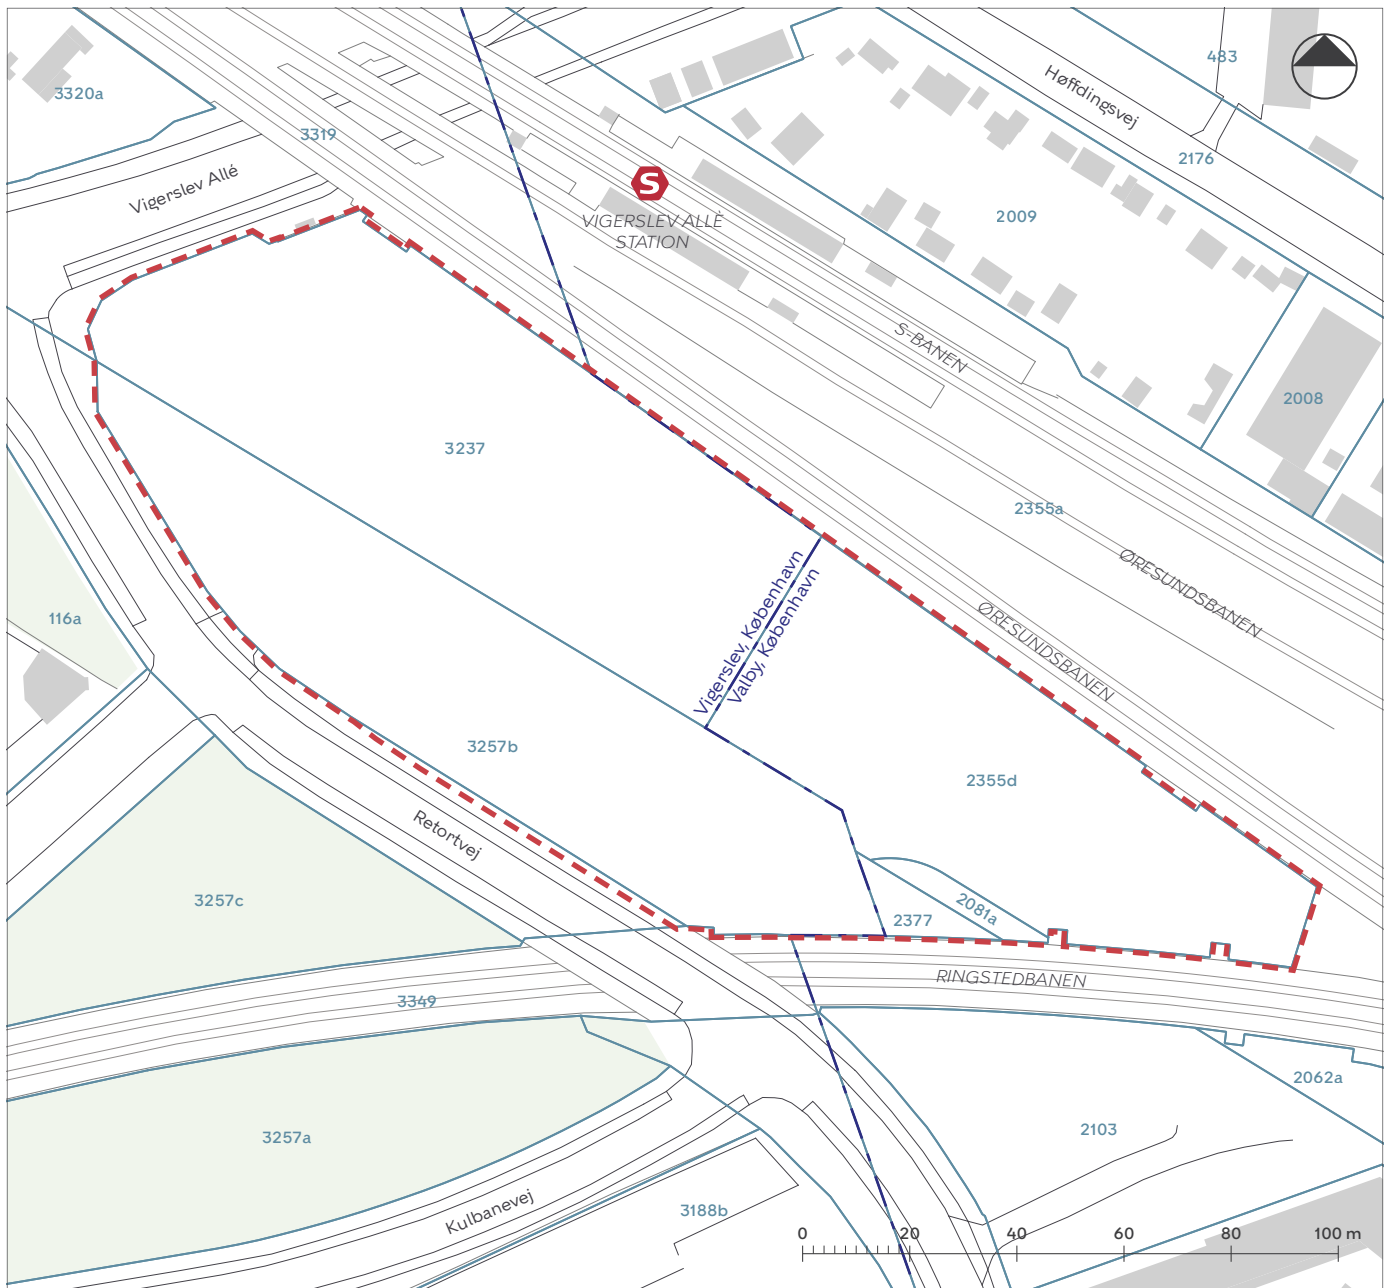 483
Høffdingsvej
3320a
3319
2176
Vigerslev Allé
S
VIGERSLEV ALLÈ
STATION
2009
S-BANEN
2008
3237
2355a
ØRESUNDSBANEN
Vigerslev, København
Valby, København
ØRESUNDSBANEN
116a
3257b
2355d
Retortvej
3257c
2377
2081a
RINGSTEDBANEN
3349
2062a
3257a
2103
Kulbanevej
3188b
0 20 40 60 80 100 m